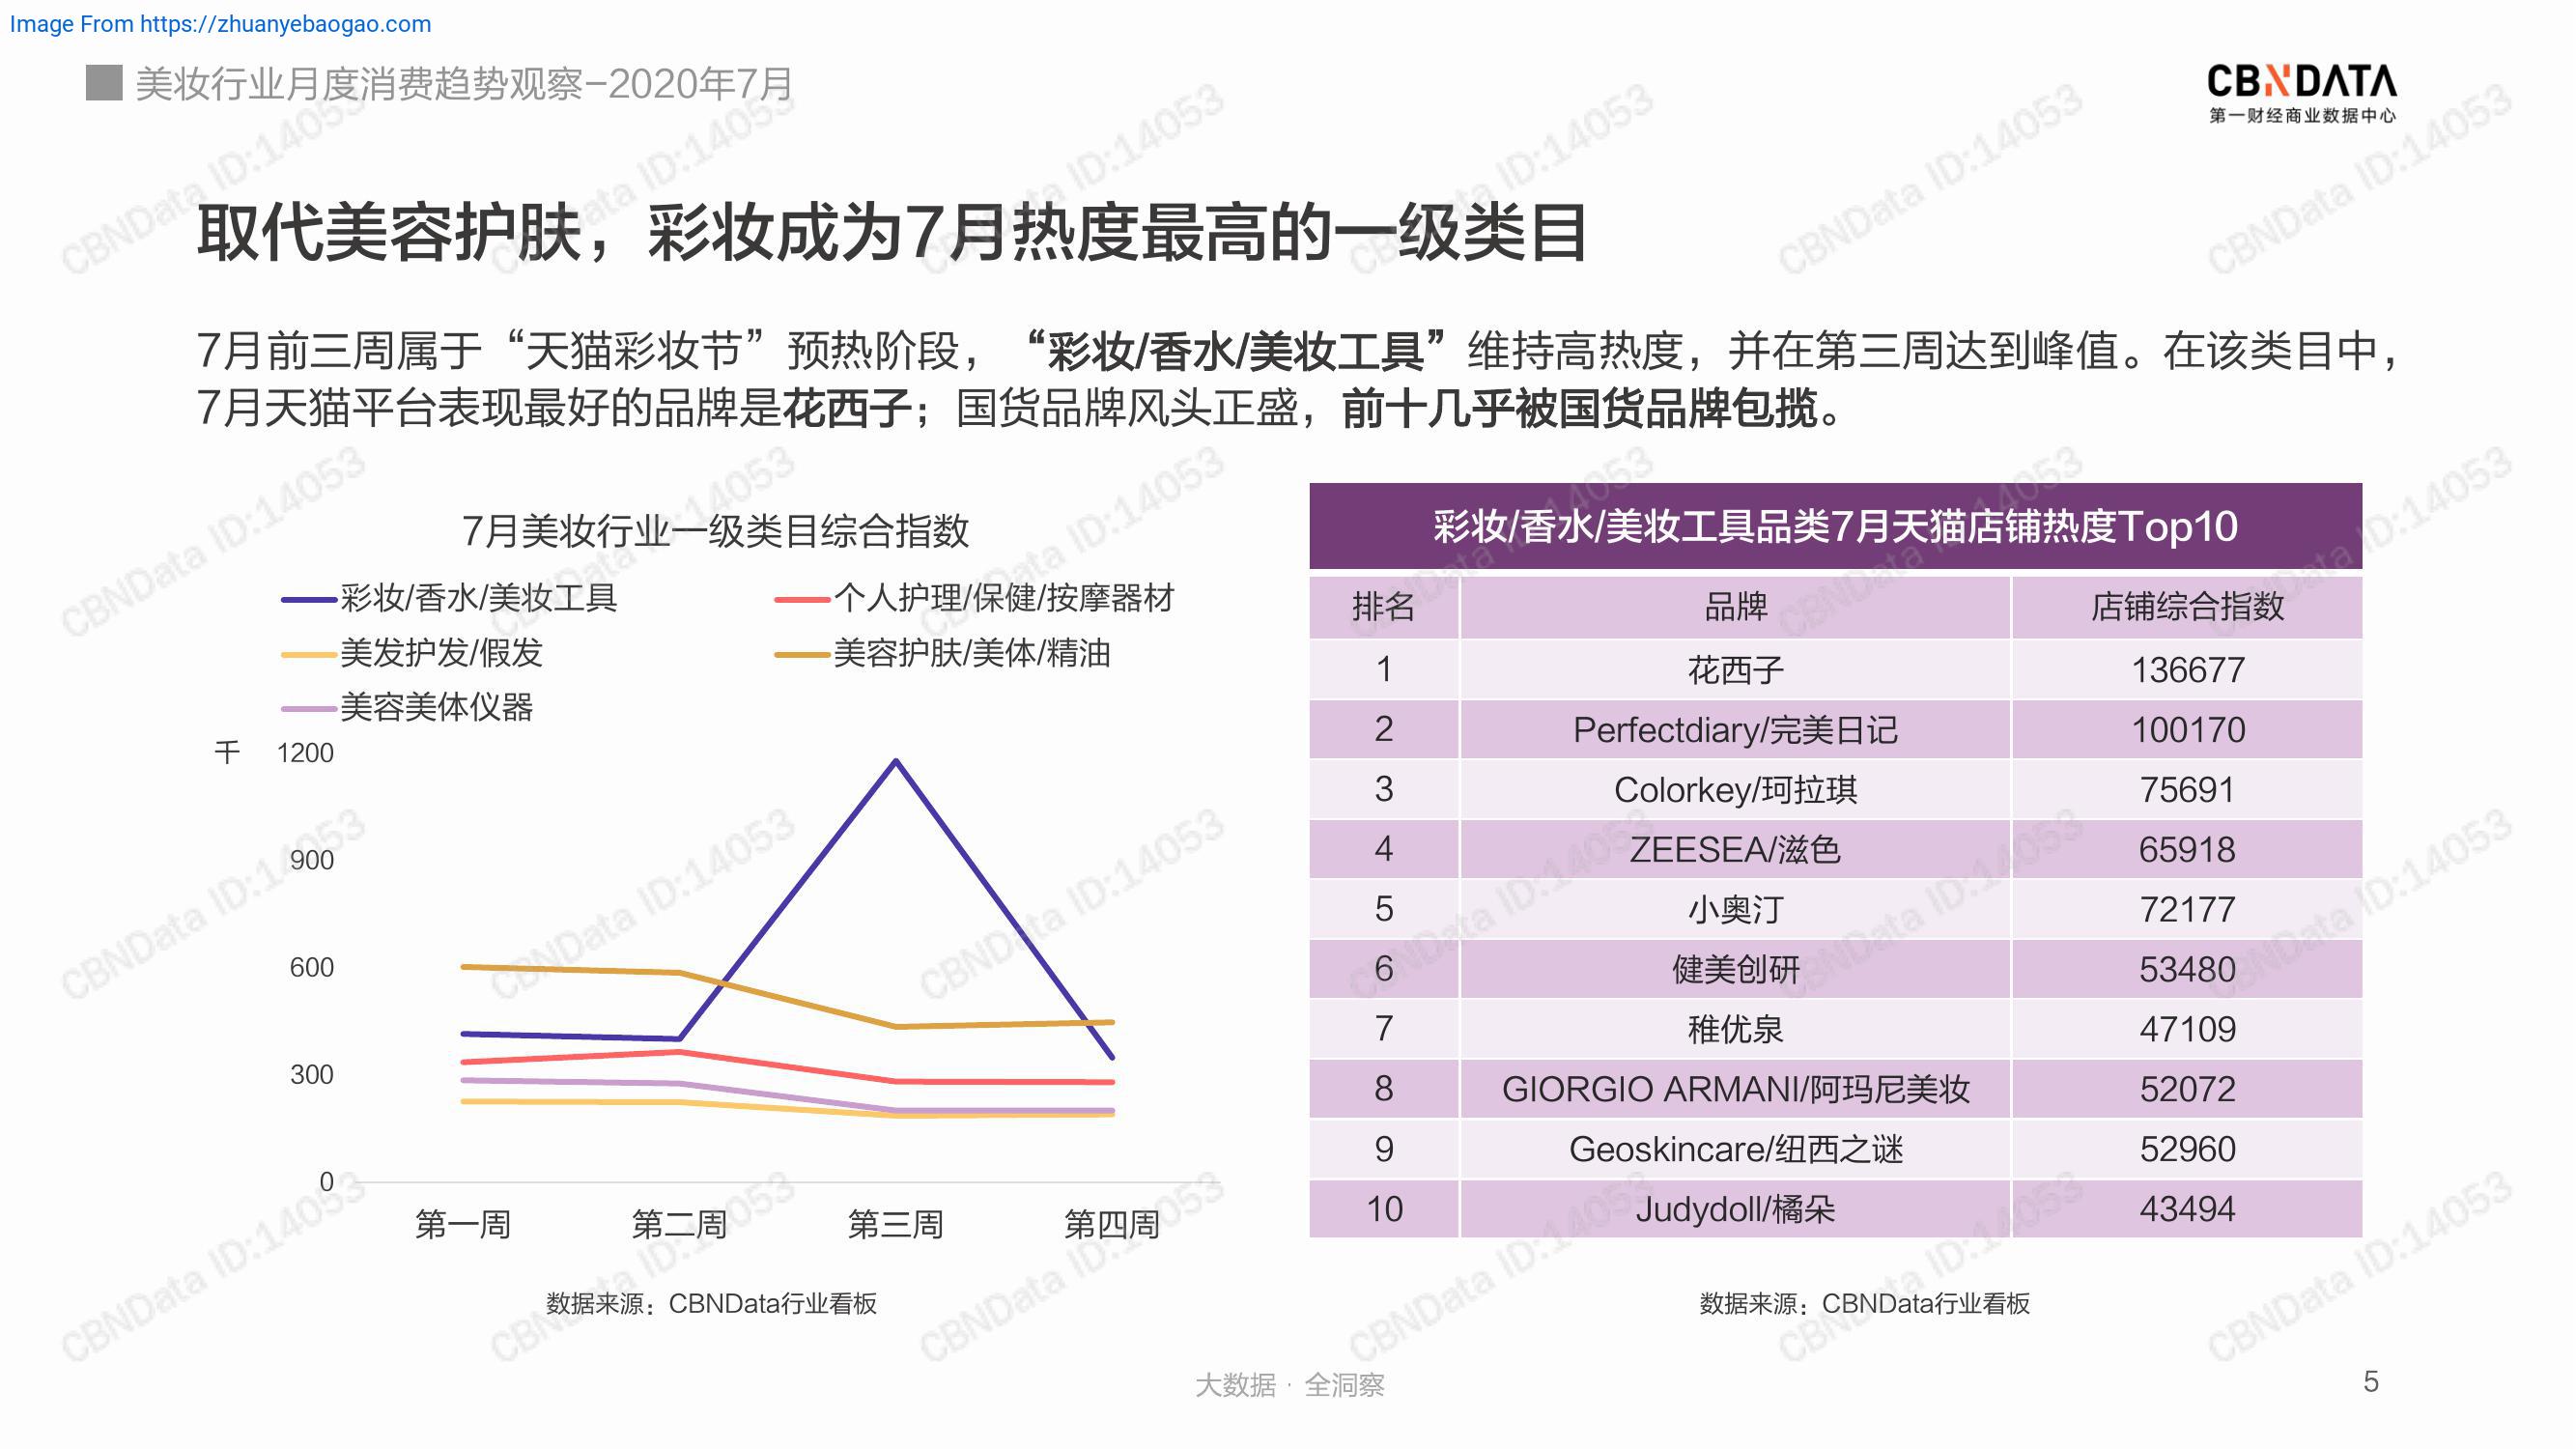 Image From https://zhuanyebaogao.com
美妆行业月度消费趋势观察-2020年7月
CBNDATA
第一财经商业数据中心
取代美容护肤，彩妆成为7月热度最高的一级类目
7月前三周属于“天猫彩妆节”预热阶段，“彩妆/香水/美妆工具”维持高热度，并在第三周达到峰值。在该类目中，
7月天猫平台表现最好的品牌是花西子；国货品牌风头正盛，前十几乎被国货品牌包揽。
7月美妆行业一级类目综合指数
彩妆/香水/美妆工具 个人护理/保健/按摩器材
美发护发/假发 美容护肤/美体/精油
美容美体仪器
千 1200
900
600
300
0
第一周 第二周 第三周 第四周
数据来源：CBNData行业看板
彩妆/香水/美妆工具品类7月天猫店铺热度Top10
排名 品牌 店铺综合指数
1 花西子 136677
2 Perfectdiary/完美日记 100170
3 Colorkey/珂拉琪 75691
4 ZEESEA/滋色 65918
5 小奥汀 72177
6 健美创研 53480
7 稚优泉 47109
8 GIORGIO ARMANI/阿玛尼美妆 52072
9 Geoskincare/纽西之谜 52960
10 Judydoll/橘朵 43494
数据来源：CBNData行业看板
大数据 · 全洞察
5
CBNData ID:14053